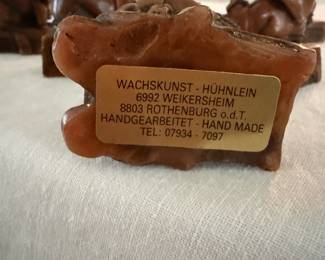 WACHSKUNST - HÜHNLEIN
6992 WEIKERSHEIM
8803 ROTHENBURG o.d.T.
HANDGEARBEITET - HAND MADE
TEL: 07934 - 7097